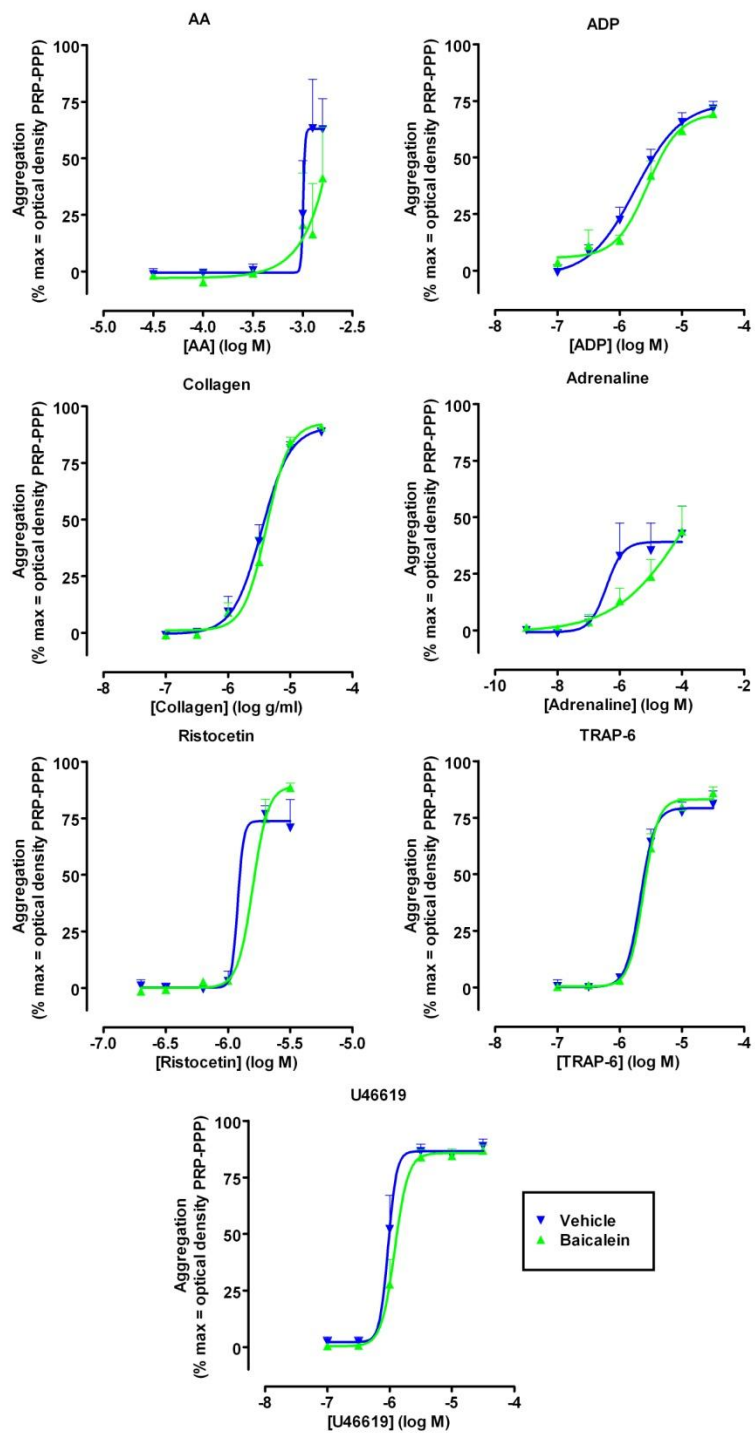 AA
Aggregation
(% max = optical density PRP-PPP)
100
75
50
25
0
-5.0 -4.5 -4.0 -3.5 -3.0 -2.5
[AA] (log M)
ADP
Aggregation
(% max = optical density PRP-PPP)
100
75
50
25
0
-8 -7 -6 -5 -4
[ADP] (log M)
Collagen
Aggregation
(% max = optical density PRP-PPP)
100
75
50
25
0
-8 -7 -6 -5 -4
[Collagen] (log g/ml)
Adrenaline
Aggregation
(% max = optical density PRP-PPP)
100
75
50
25
0
-10 -8 -6 -4 -2
[Adrenaline] (log M)
Ristocetin
Aggregation
(% max = optical density PRP-PPP)
100
75
50
25
0
-7.0 -6.5 -6.0 -5.5 -5.0
[Ristocetin] (log M)
TRAP-6
Aggregation
(% max = optical density PRP-PPP)
100
75
50
25
0
-8 -7 -6 -5 -4
[TRAP-6] (log M)
U46619
Aggregation
(% max = optical density PRP-PPP)
100
75
50
25
0
-8 -7 -6 -5 -4
[U46619] (log M)
Vehicle
Baicalein